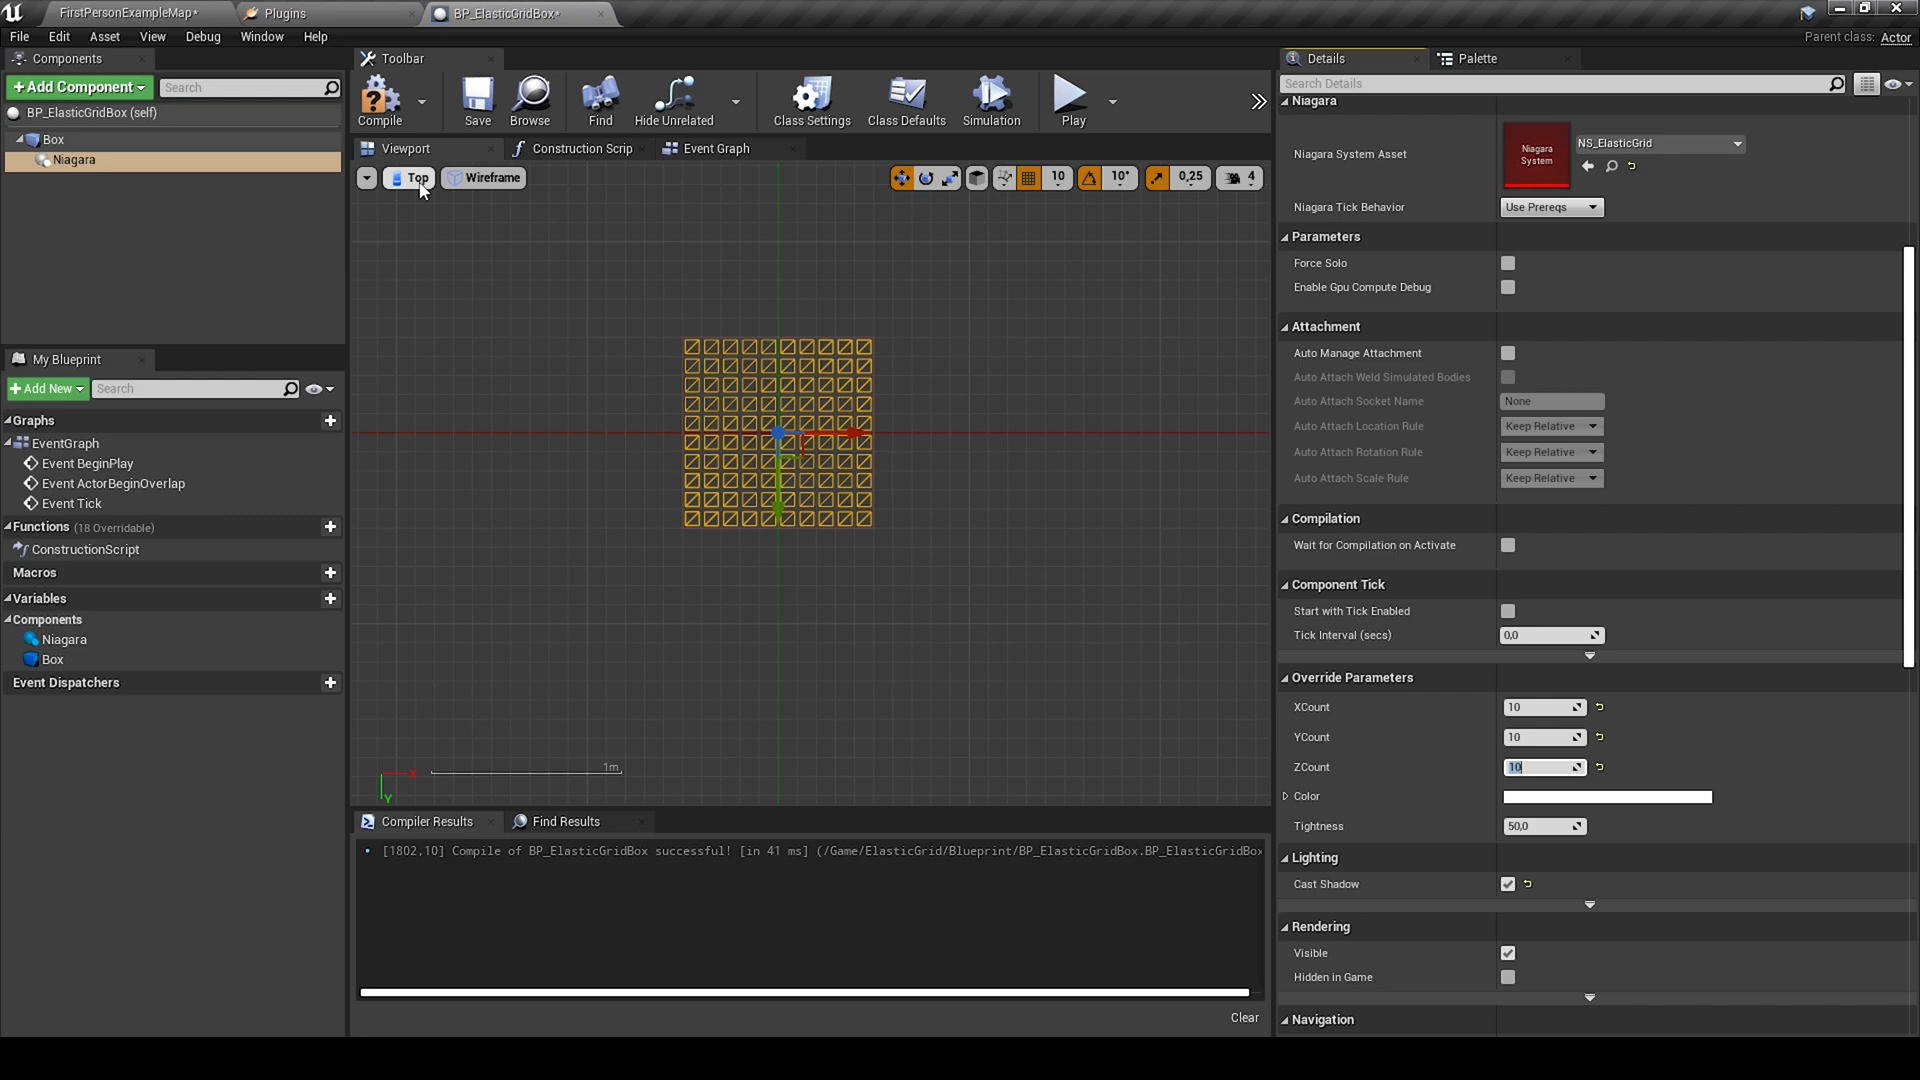 FirstPersonExampleMap*
Plugins
BP_ElasticGridBox*
File Edit Asset View Debug Window Help
Parent class: Actor
Components
+Add Component
Search
BP_ElasticGridBox (self)
Box
Niagara
My Blueprint
+Add New
Search
Graphs
EventGraph
Event BeginPlay
Event ActorBeginOverlap
Event Tick
Functions (18 Overridable)
ConstructionScript
Macros
Variables
Components
Niagara
Box
Event Dispatchers
Toolbar
Compile
Save
Browse
Find
Hide Unrelated
Class Settings
Class Defaults
Simulation
Play
Viewport
Construction Scrip
Event Graph
Top
Wireframe
10
10°
0,25
4
1m
X
Y
Compiler Results
Find Results
[1802,10] Compile of BP_ElasticGridBox successful! [in 41 ms] (/Game/ElasticGrid/Blueprint/BP_ElasticGridBox.BP_ElasticGridBox
Clear
Details
Palette
Search Details
Niagara
Niagara System Asset
Niagara
System
NS_ElasticGrid
Niagara Tick Behavior
Use Prereqs
Parameters
Force Solo
Enable Gpu Compute Debug
Attachment
Auto Manage Attachment
Auto Attach Weld Simulated Bodies
Auto Attach Socket Name
None
Auto Attach Location Rule
Keep Relative
Auto Attach Rotation Rule
Keep Relative
Auto Attach Scale Rule
Keep Relative
Compilation
Wait for Compilation on Activate
Component Tick
Start with Tick Enabled
Tick Interval (secs)
0,0
Override Parameters
XCount
10
YCount
10
ZCount
10
Color
Tightness
50,0
Lighting
Cast Shadow
Rendering
Visible
Hidden in Game
Navigation